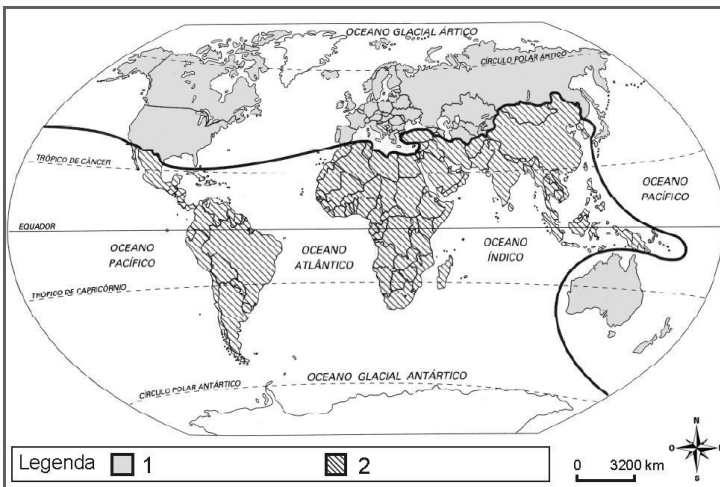 OCEANO GLACIAL ÁRTICO
CÍRCULO POLAR ÁRTICO
TRÓPICO DE CÂNCER
OCEANO
PACÍFICO
EQUADOR
OCEANO
PACÍFICO
OCEANO
ATLÂNTICO
OCEANO
ÍNDICO
TRÓPICO DE CAPRICÓRNIO
OCEANO GLACIAL ANTÁRTICO
CÍRCULO POLAR ANTÁRTICO
Legenda 1 2
0 3200 km
N
O
S